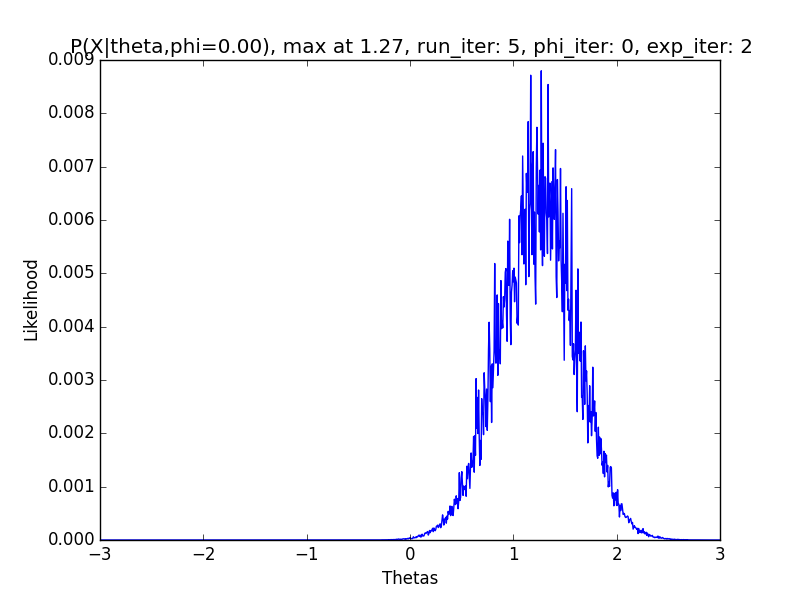 P(X|theta,phi=0.00), max at 1.27, run_iter: 5, phi_iter: 0, exp_iter: 2
0.009
0.008
0.007
0.006
0.005
0.004
0.003
0.002
0.001
0.000
Likelihood
−3 −2 −1 0 1 2 3
Thetas